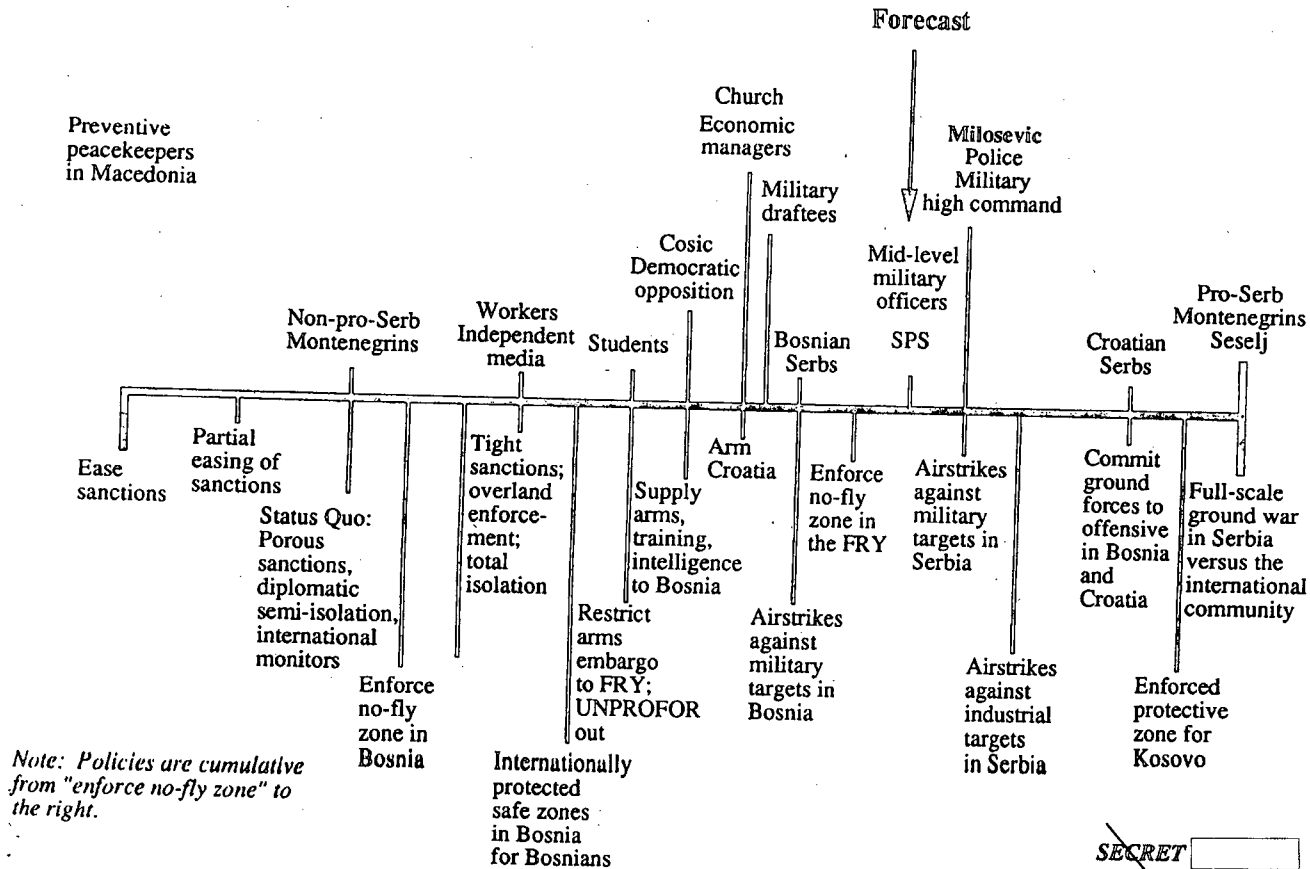 Forecast
Preventive
peacekeepers
in Macedonia
Church
Economic
managers
Military
draftees
Milosevic
Police
Military
high command
Cosic
Democratic
opposition
Mid-level
military
officers
SPS
Non-pro-Serb
Montenegrins
Workers
Independent
media
Students
Bosnian
Serbs
Croatian
Serbs
Pro-Serb
Montenegrins
Seselj
Ease
sanctions
Partial
easing of
sanctions
Status Quo:
Porous
sanctions,
diplomatic
semi-isolation,
international
monitors
Enforce
no-fly
zone in
Bosnia
Tight
sanctions;
overland
enforce-
ment;
total
isolation
Internationally
protected
safe zones
in Bosnia
for Bosnians
Restrict
arms
embargo
to FRY;
UNPROFOR
out
Supply
arms,
training,
intelligence
to Bosnia
Arm
Croatia
Airstrikes
against
military
targets in
Bosnia
Enforce
no-fly
zone in
the FRY
Airstrikes
against
military
targets in
Serbia
Airstrikes
against
industrial
targets
in Serbia
Commit
ground
forces to
offensive
in Bosnia
and
Croatia
Enforced
protective
zone for
Kosovo
Full-scale
ground war
in Serbia
versus the
international
community
Note: Policies are cumulative
from "enforce no-fly zone" to
the right.
SECRET